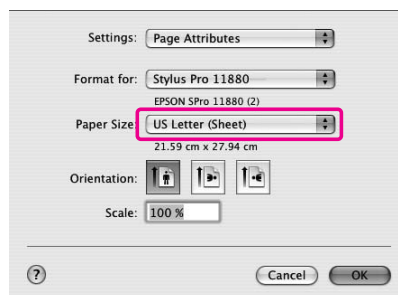 Settings: Page Attributes
Format for: Stylus Pro 11880
EPSON SPro 11880 (2)
Paper Size: US Letter (Sheet)
21.59 cm x 27.94 cm
Orientation:
Scale: 100 %
? Cancel OK